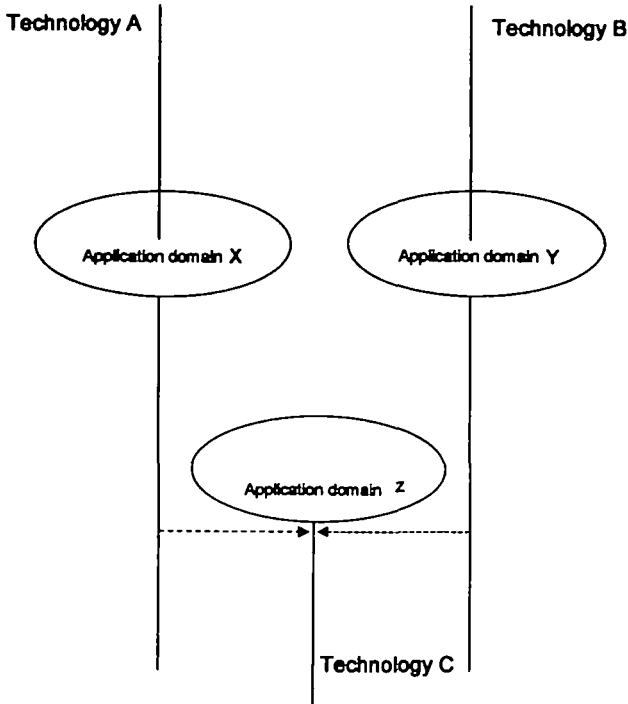 Technology A
Technology B
Application domain X
Application domain Y
Application domain Z
Technology C